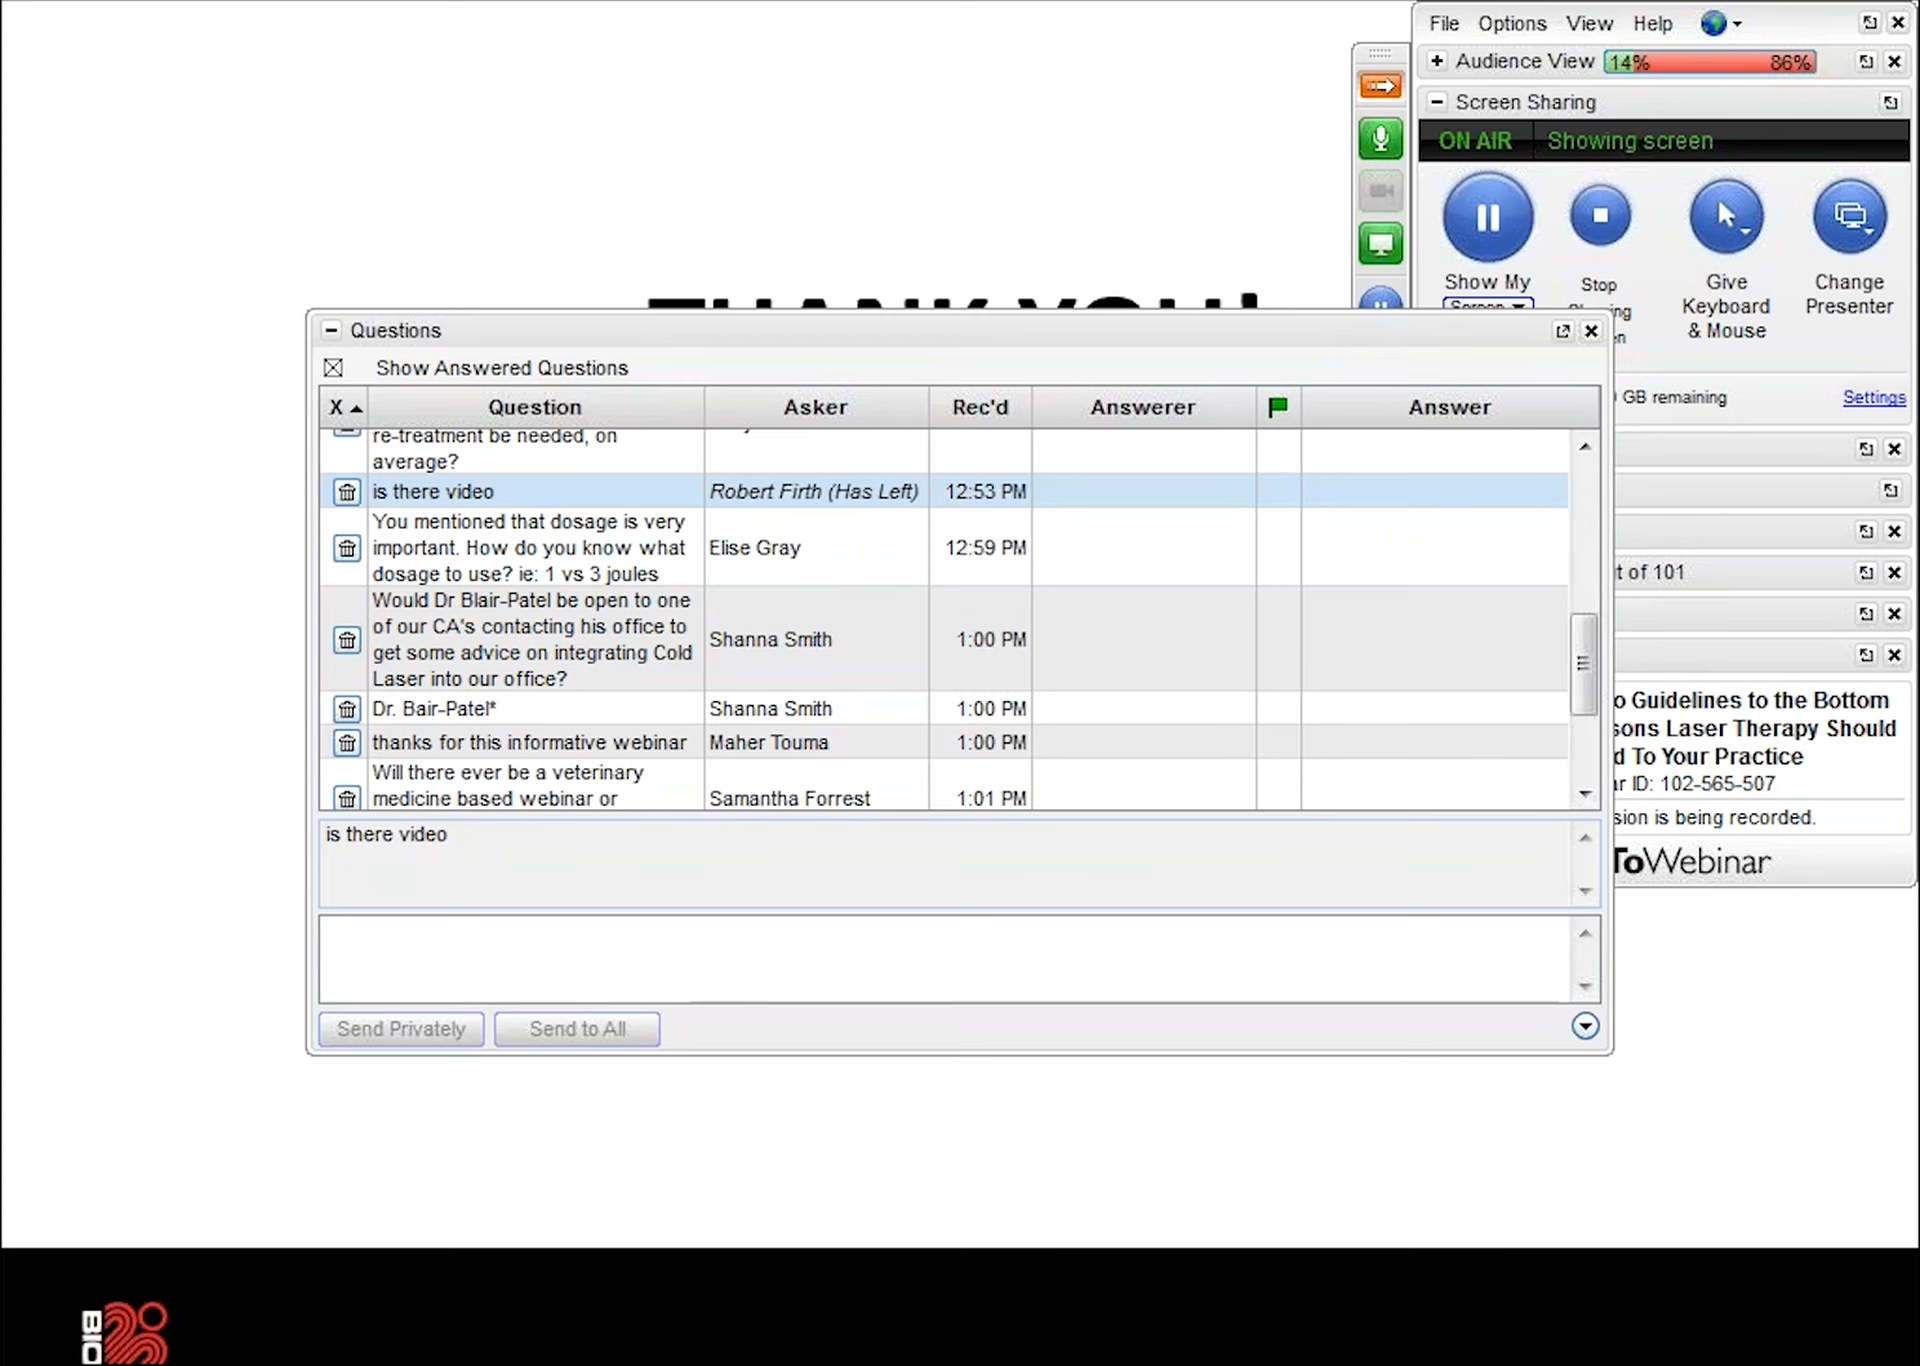 File Options View Help
Audience View 14% 86%
Screen Sharing
ON AIR Showing screen
Show My
Screen
Stop
Give
Keyboard
& Mouse
Change
Presenter
GB remaining Settings
of 101
Guidelines to the Bottom
Laser Therapy Should
To Your Practice
ID: 102-565-507
is being recorded.
ToWebinar
THANK YOU!
Questions
Show Answered Questions
X Question Asker Rec'd Answerer Answer
re-treatment be needed, on
average?
is there video Robert Firth (Has Left) 12:53 PM
You mentioned that dosage is very
important. How do you know what
dosage to use? ie: 1 vs 3 joules
Elise Gray 12:59 PM
Would Dr Blair-Patel be open to one
of our CA's contacting his office to
get some advice on integrating Cold
Laser into our office?
Shanna Smith 1:00 PM
Dr. Bair-Patel* Shanna Smith 1:00 PM
thanks for this informative webinar Maher Touma 1:00 PM
Will there ever be a veterinary
medicine based webinar or
Samantha Forrest 1:01 PM
is there video
Send Privately Send to All
BIO